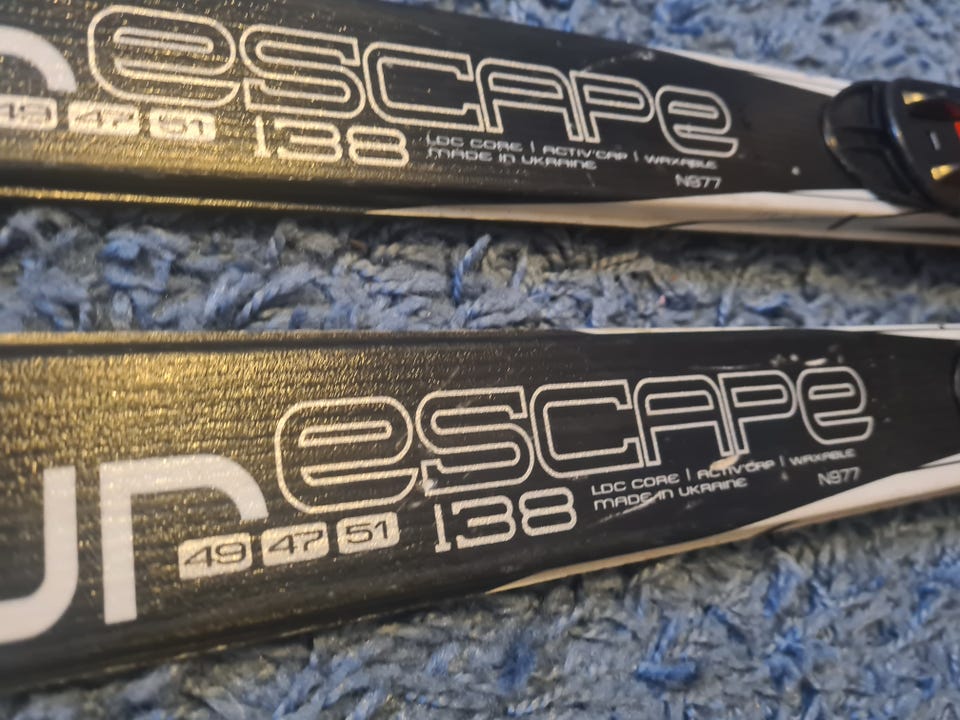 escape
49 47 51
138
LDC CORE | ACTIV'CAP | WAXABLE
MADE IN UKRAINE
N977
escape
ur
49 47 51
138
LDC CORE | ACTIV'CAP | WAXABLE
MADE IN UKRAINE
N977